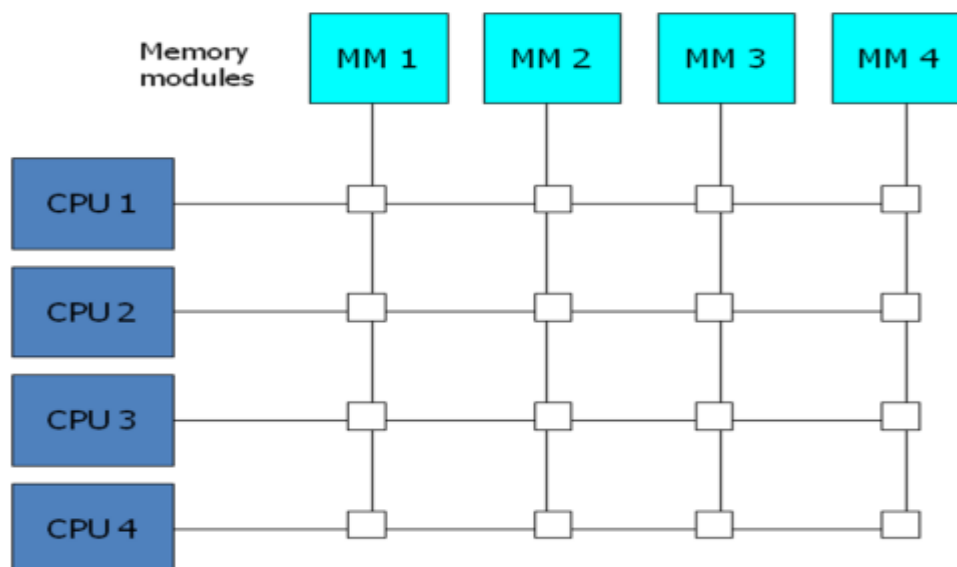 Memory
modules
MM 1
MM 2
MM 3
MM 4
CPU 1
CPU 2
CPU 3
CPU 4